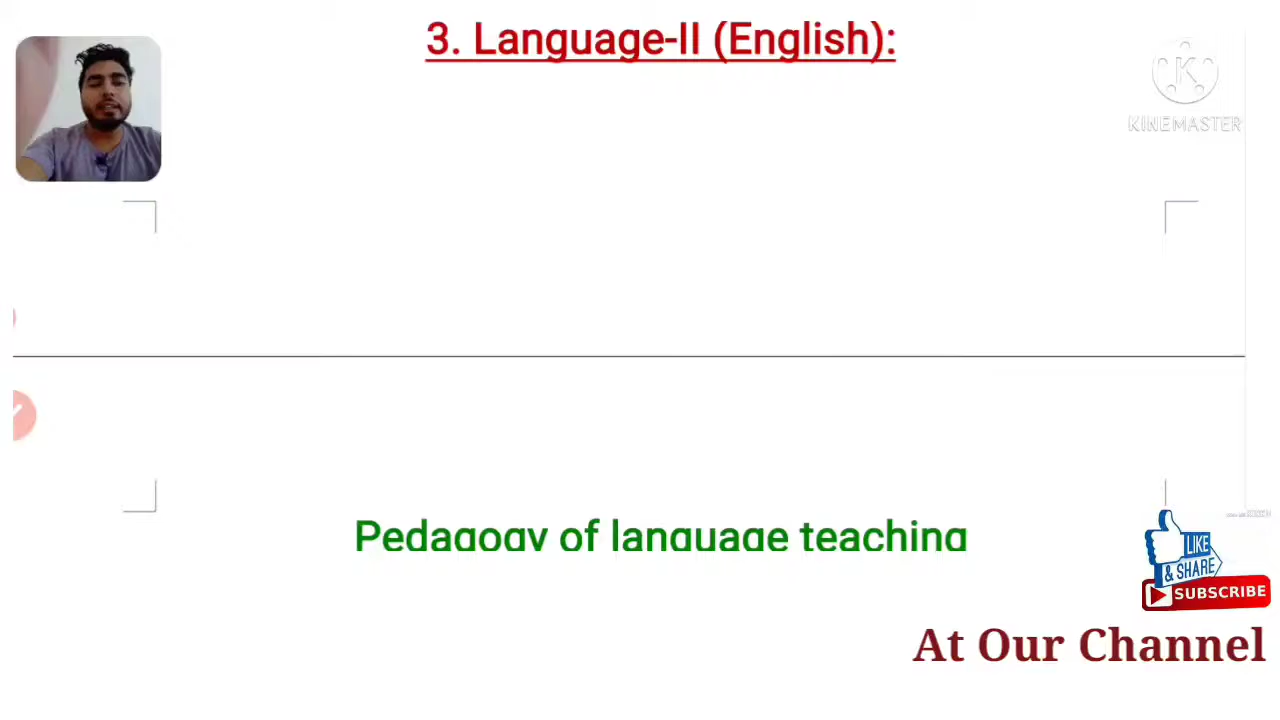 3. Language-II (English):
KINEMASTER
Pedagogy of language teaching
LIKE
& SHARE
SUBSCRIBE
At Our Channel